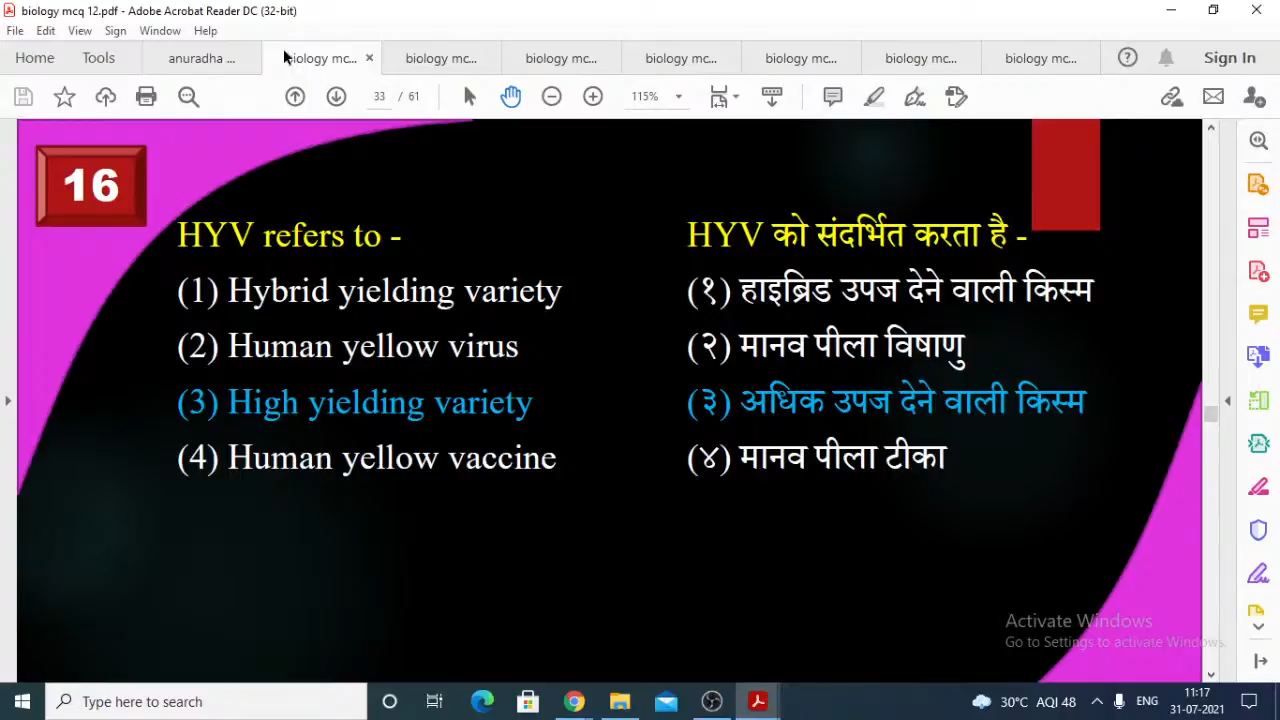 biology mcq 12.pdf - Adobe Acrobat Reader DC (32-bit)
File Edit View Sign Window Help
Home Tools anuradha ... biology mc... × biology mc... biology mc... biology mc... biology mc... biology mc... biology mc... Sign In
33 / 61 115%
16
HYV refers to -
(1) Hybrid yielding variety
(2) Human yellow virus
(3) High yielding variety
(4) Human yellow vaccine
HYV को संदर्भित करता है -
(१) हाइब्रिड उपज देने वाली किस्म
(२) मानव पीला विषाणु
(३) अधिक उपज देने वाली किस्म
(४) मानव पीला टीका
Activate Windows
Go to Settings to activate Windows.
Type here to search
30°C AQI 48 ENG 11:17
31-07-2021